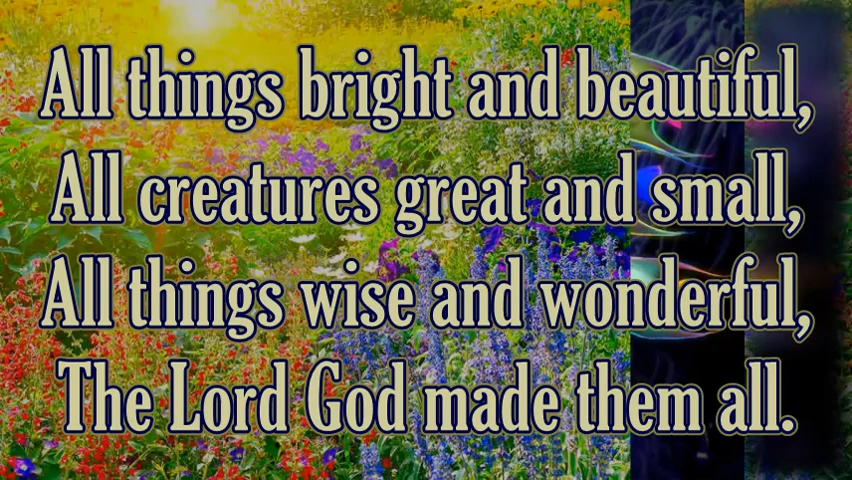 All things bright and beautiful,
All creatures great and small,
All things wise and wonderful,
The Lord God made them all.